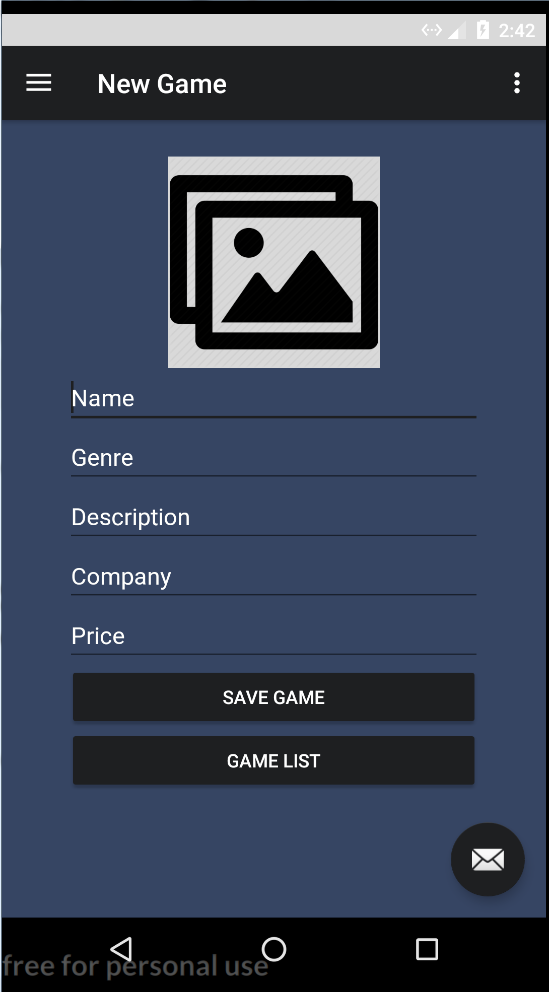 2:42
New Game
Name
Genre
Description
Company
Price
SAVE GAME
GAME LIST
free for personal use